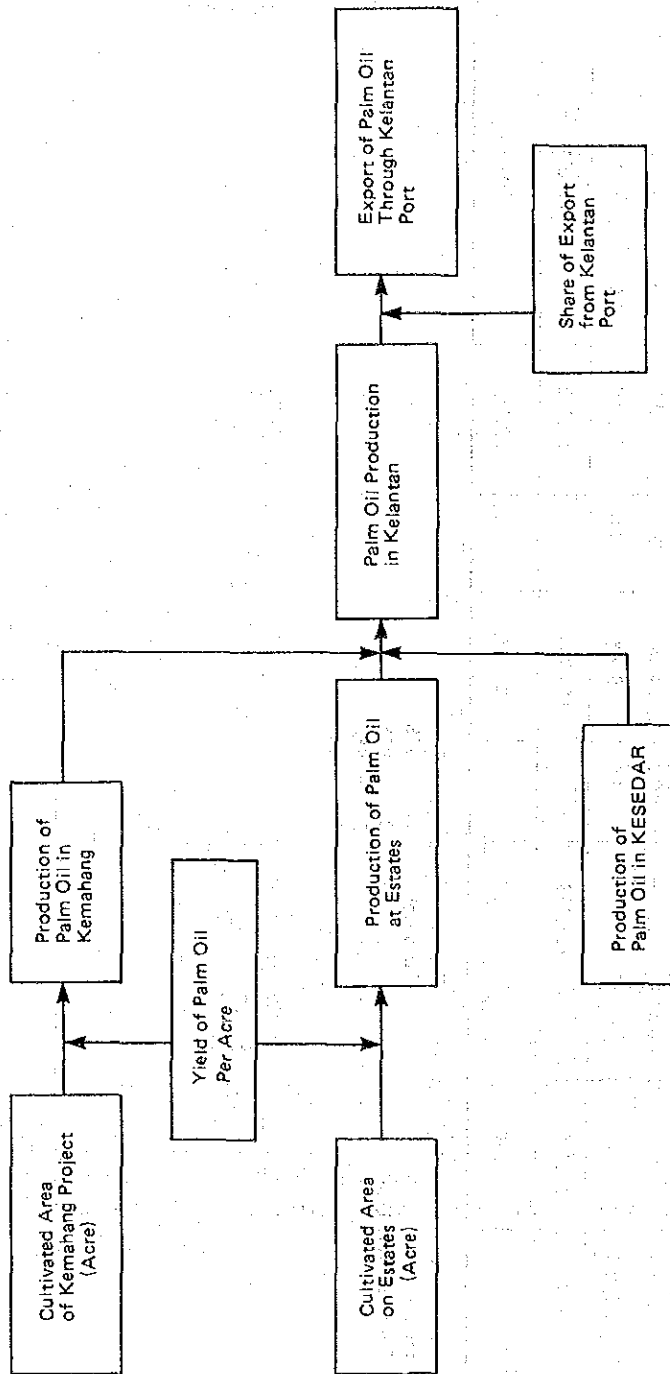 Cultivated Area
of Kemahang Project
(Acre)
Production of
Palm Oil in
Kemahang
Yield of Palm Oil
Per Acre
Cultivated Area
on Estates
(Acre)
Production of Palm Oil
at Estates
Production of
Palm Oil in KESEDAR
Palm Oil Production
in Kelantan
Export of Palm Oil
Through Kelantan
Port
Share of Export
from Kelantan
Port